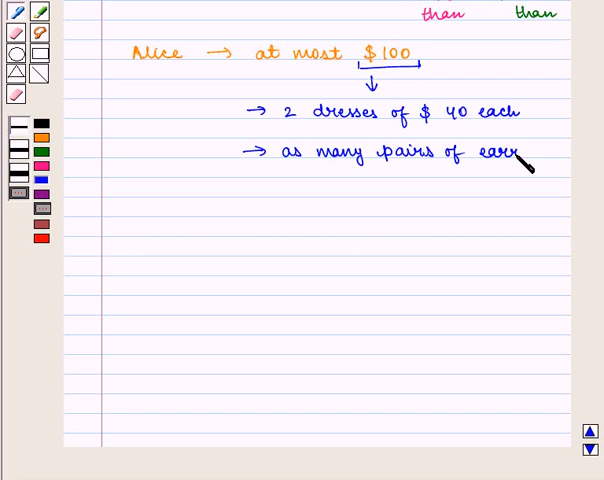 than than
Alice → at most $100
↓
→ 2 dresses of $ 40 each
→ as many pairs of earr